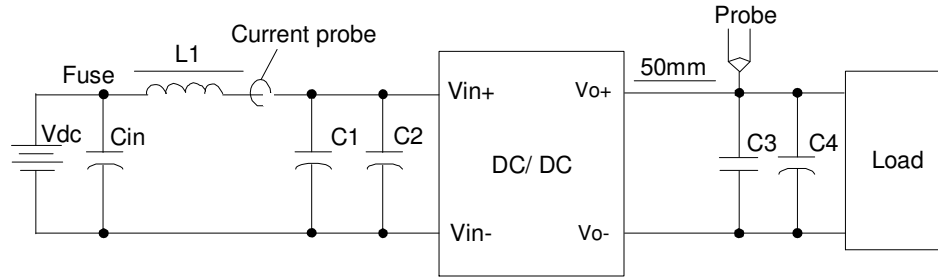 Probe
Current probe
L1
50mm
Fuse
Vin+
Vo+
Vdc
Cin
C1
C2
DC/ DC
C3
C4
Load
Vin-
Vo-